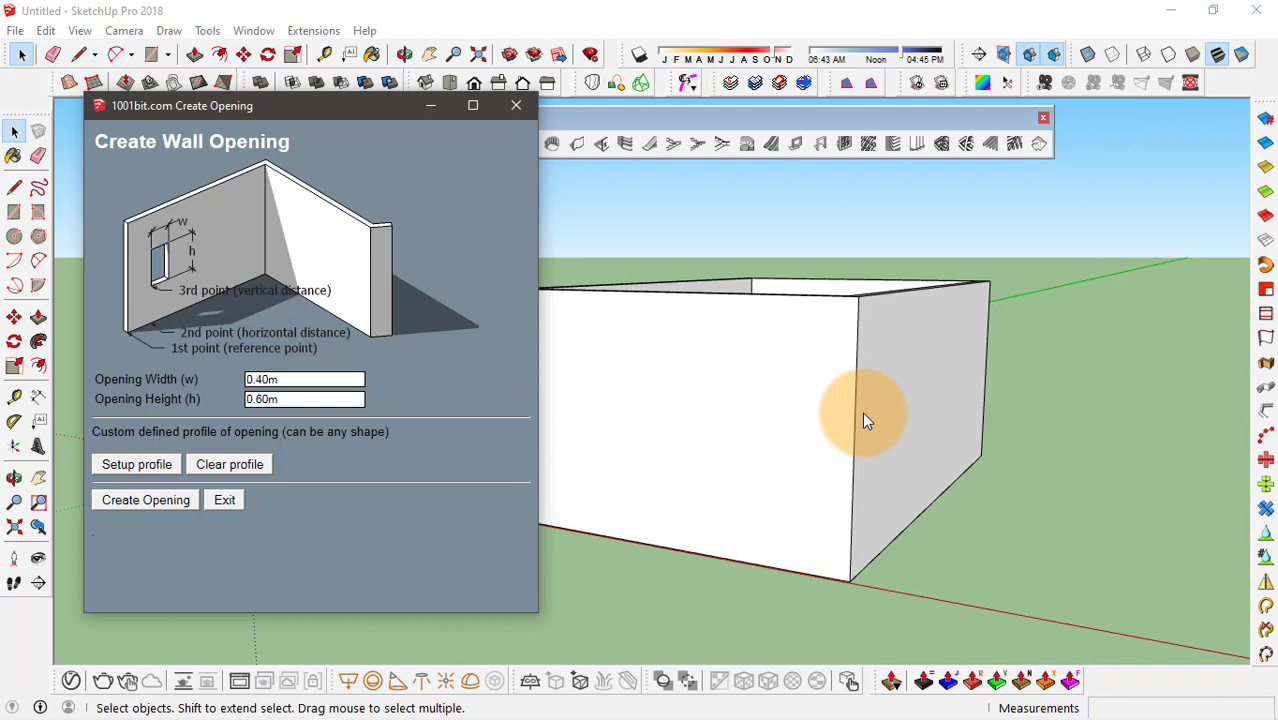 Untitled - SketchUp Pro 2018
File Edit View Camera Draw Tools Window Extensions Help
J F M A M J J A S O N D 06:43 AM Noon 04:45 PM
1001bit.com Create Opening
Create Wall Opening
w
h
3rd point (vertical distance)
2nd point (horizontal distance)
1st point (reference point)
Opening Width (w) 0.40m
Opening Height (h) 0.60m
Custom defined profile of opening (can be any shape)
Setup profile Clear profile
Create Opening Exit
Select objects. Shift to extend select. Drag mouse to select multiple. Measurements